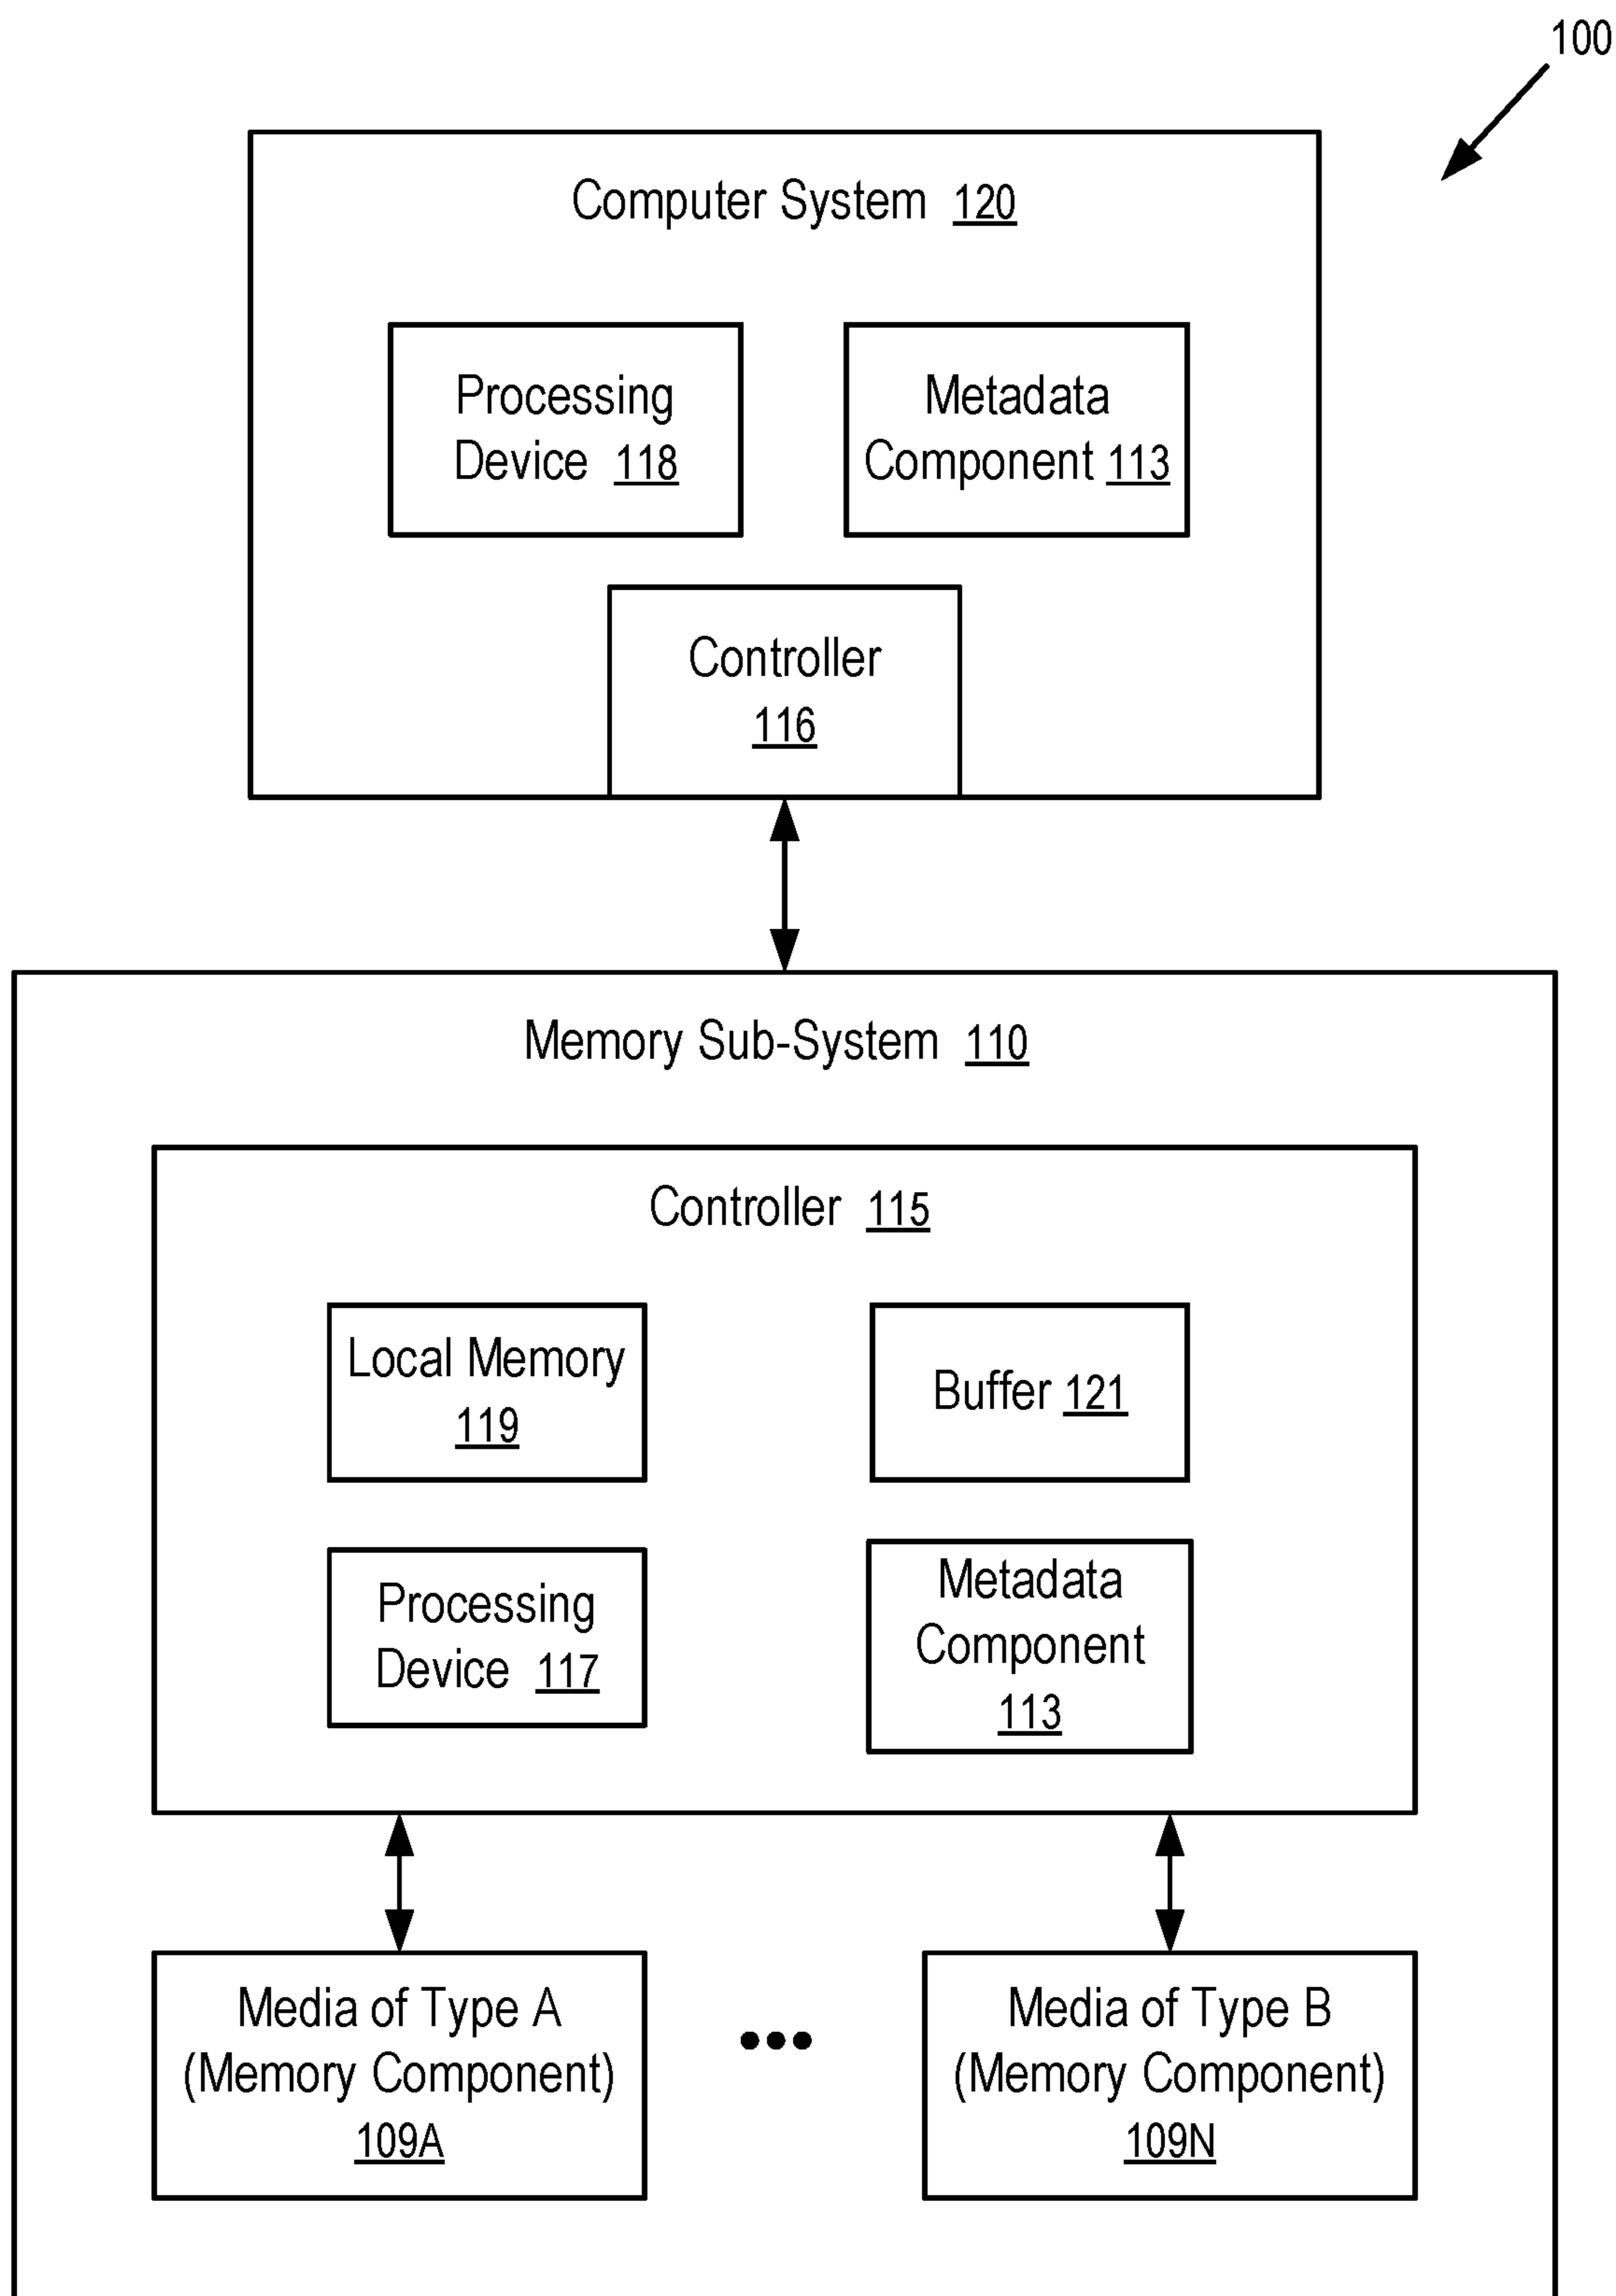 100
Computer System 120
Processing
Device 118
Metadata
Component 113
Controller
116
Memory Sub-System 110
Controller 115
Local Memory
119
Buffer 121
Processing
Device 117
Metadata
Component
113
Media of Type A
(Memory Component)
109A
Media of Type B
(Memory Component)
109N